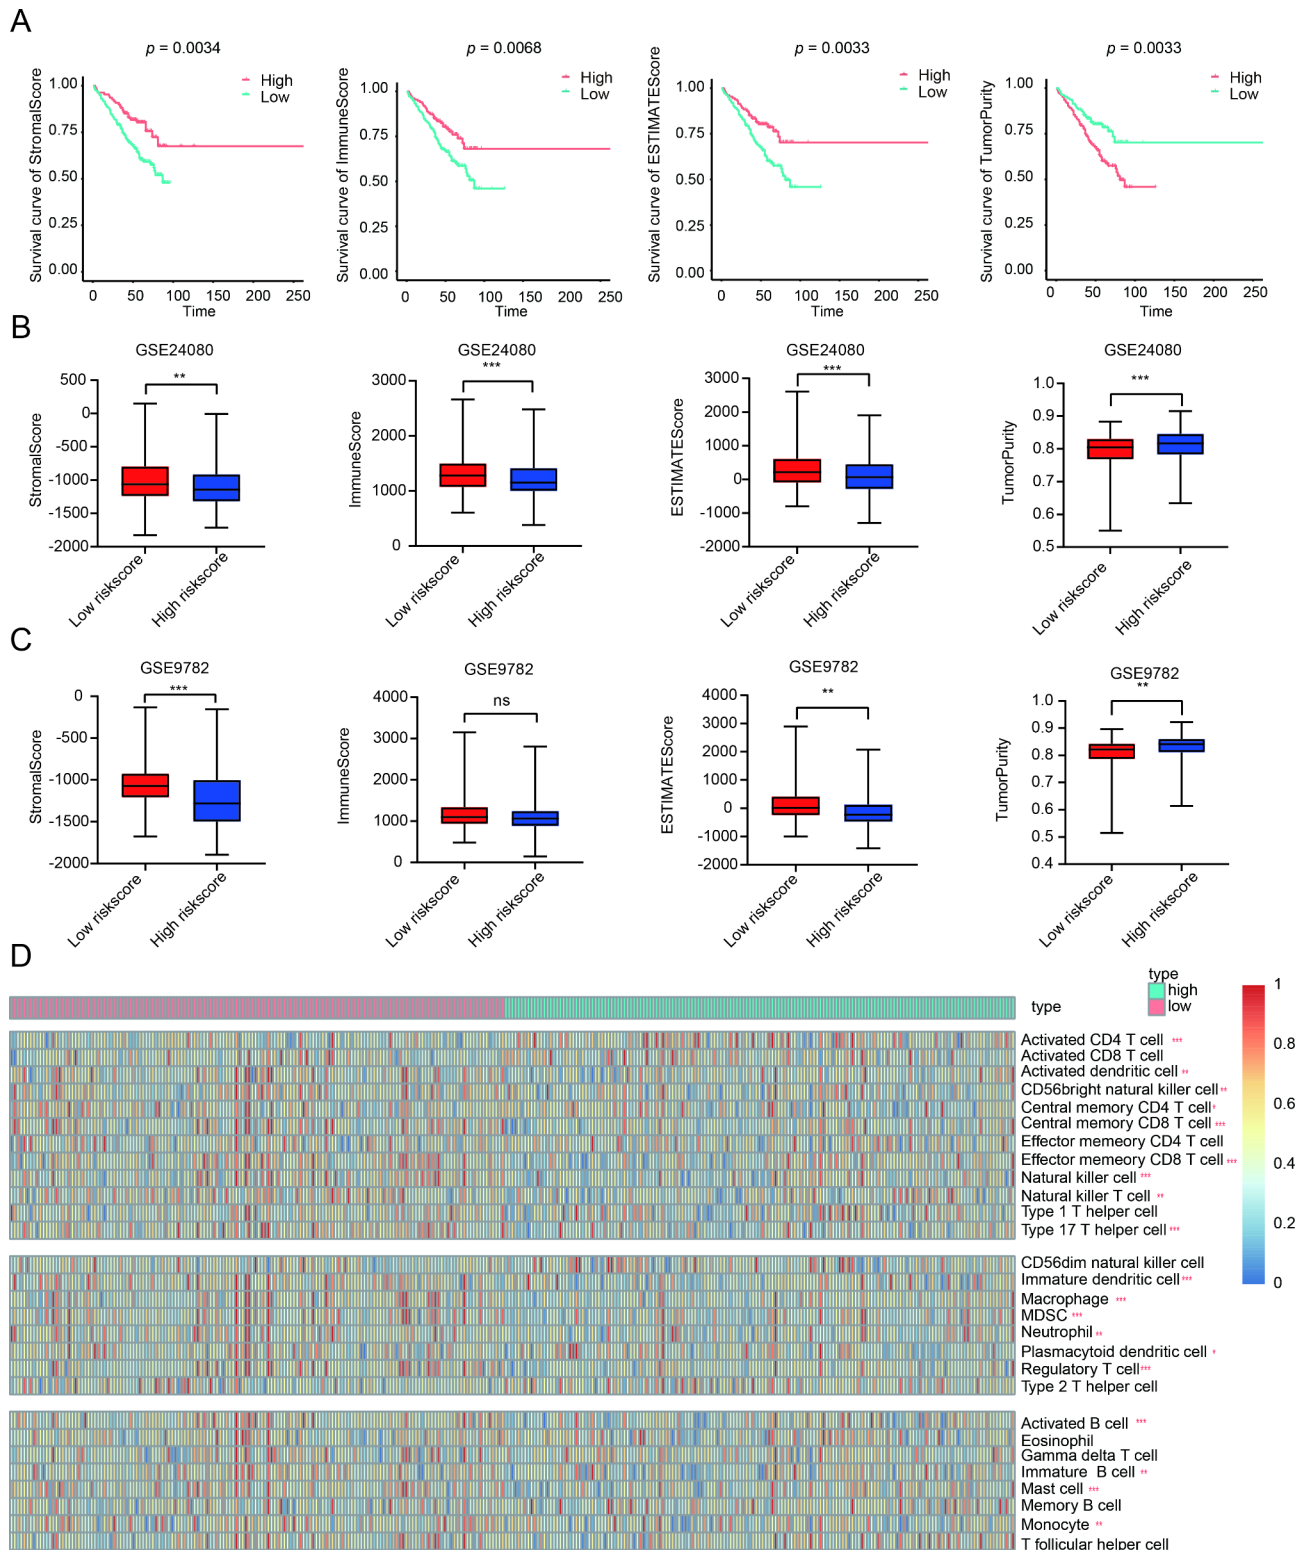 A
p = 0.0034
p = 0.0068
p = 0.0033
p = 0.0033
Survival curve of StromalScore
1.00
0.75
0.50
0.25
0.00
High
Low
0 50 100 150 200 250
Time
Survival curve of ImmuneScore
1.00
0.75
0.50
0.25
0.00
High
Low
0 50 100 150 200 250
Time
Survival curve of ESTIMATEScore
1.00
0.75
0.50
0.25
0.00
High
Low
0 50 100 150 200 250
Time
Survival curve of TumorPurity
1.00
0.75
0.50
0.25
0.00
High
Low
0 50 100 150 200 250
Time
B
GSE24080
**
StromalScore
500
0
-500
-1000
-1500
-2000
Low riskscore
High riskscore
GSE24080
***
ImmuneScore
3000
2000
1000
0
Low riskscore
High riskscore
GSE24080
***
ESTIMATEScore
3000
2000
1000
0
-1000
-2000
Low riskscore
High riskscore
GSE24080
***
TumorPurity
1.0
0.9
0.8
0.7
0.6
0.5
Low riskscore
High riskscore
C
GSE9782
***
StromalScore
0
-500
-1000
-1500
-2000
Low riskscore
High riskscore
GSE9782
ns
ImmuneScore
4000
3000
2000
1000
0
Low riskscore
High riskscore
GSE9782
**
ESTIMATEScore
4000
3000
2000
1000
0
-1000
-2000
Low riskscore
High riskscore
GSE9782
**
TumorPurity
1.0
0.9
0.8
0.7
0.6
0.5
0.4
Low riskscore
High riskscore
D
type
type
high
low
1
0.8
0.6
0.4
0.2
0
Activated CD4 T cell ***
Activated CD8 T cell
Activated dendritic cell **
CD56bright natural killer cell **
Central memory CD4 T cell *
Central memory CD8 T cell ***
Effector memeory CD4 T cell
Effector memeory CD8 T cell ***
Natural killer cell ***
Natural killer T cell **
Type 1 T helper cell
Type 17 T helper cell ***
CD56dim natural killer cell
Immature dendritic cell ***
Macrophage ***
MDSC ***
Neutrophil **
Plasmacytoid dendritic cell *
Regulatory T cell ***
Type 2 T helper cell
Activated B cell ***
Eosinophil
Gamma delta T cell
Immature B cell **
Mast cell ***
Memory B cell
Monocyte **
T follicular helper cell